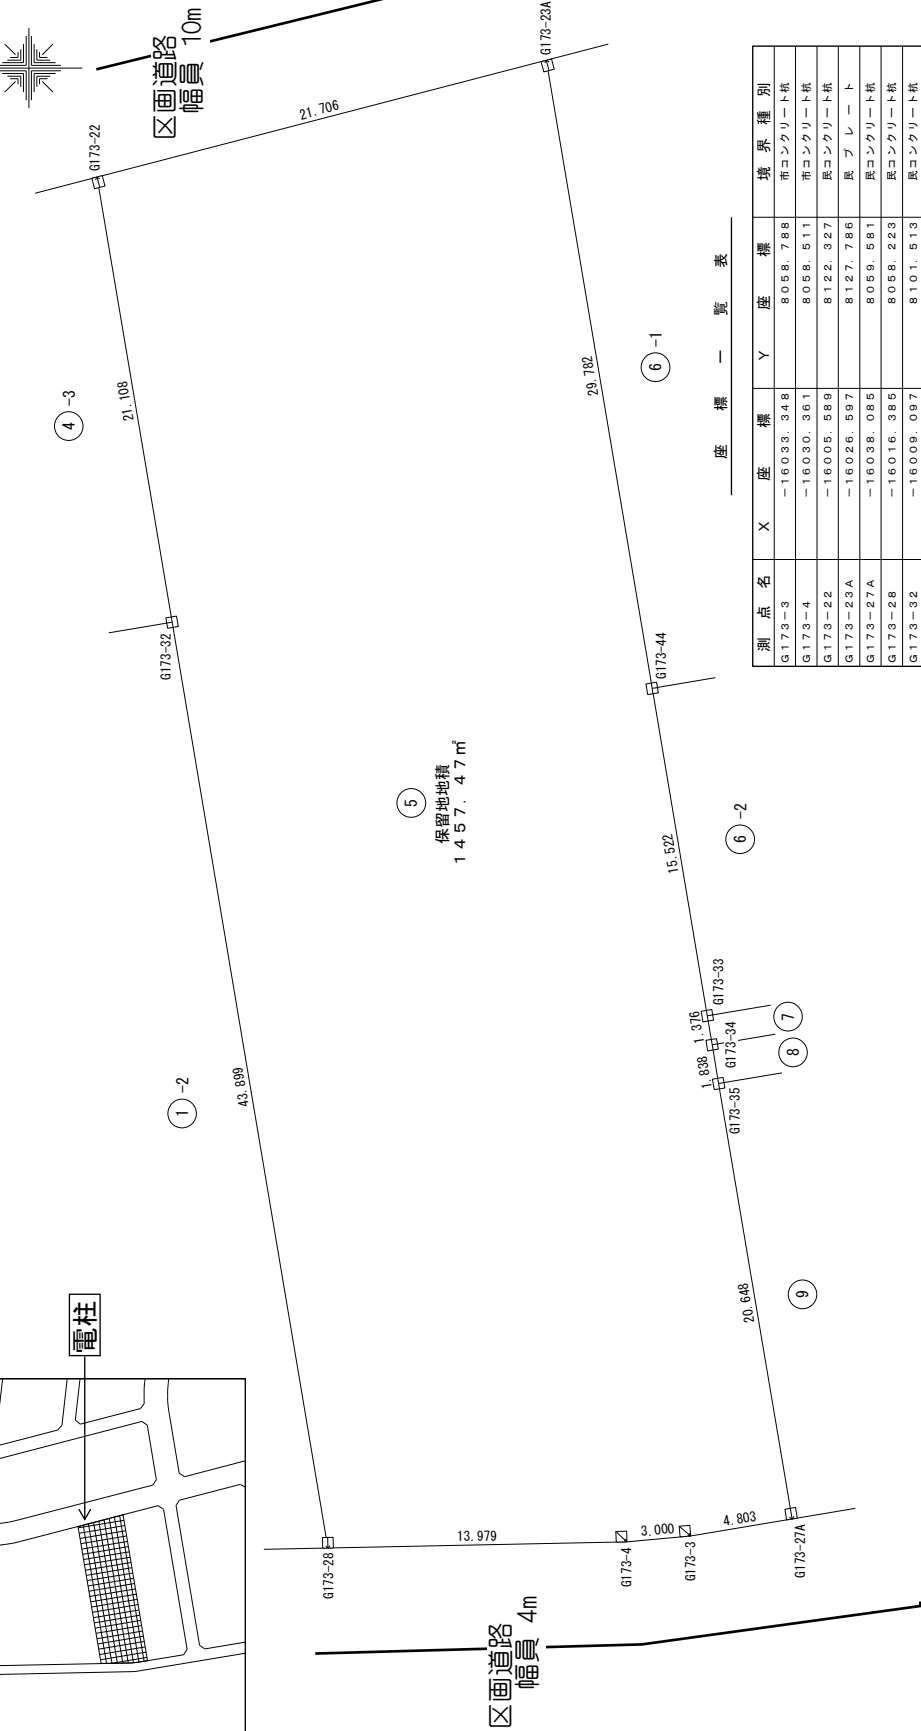 区画道路
幅員 10m
G173-22
21.706
G173-23A
④-3
21.108
G173-32
29.782
⑥-1
G173-44
⑤
保留地地積
1457.47㎡
15.522
⑥-2
①-2
43.899
G173-33
1.376
G173-34
⑦
1.838
⑧
G173-35
20.648
⑨
電柱
G173-28
13.979
G173-4
3.000
G173-3
4.803
G173-27A
区画道路
幅員 4m
座標一覧表
測点名 X座標 Y座標 境界種別
G173-3 -16033.348 8058.788 市コンクリート杭
G173-4 -16030.361 8058.511 市コンクリート杭
G173-22 -16005.589 8122.327 民コンクリート杭
G173-23A -16026.597 8127.786 民プレート
G173-27A -16038.085 8059.581 民コンクリート杭
G173-28 -16016.385 8058.223 民コンクリート杭
G173-32 -16009.097 8101.513 民コンクリート杭